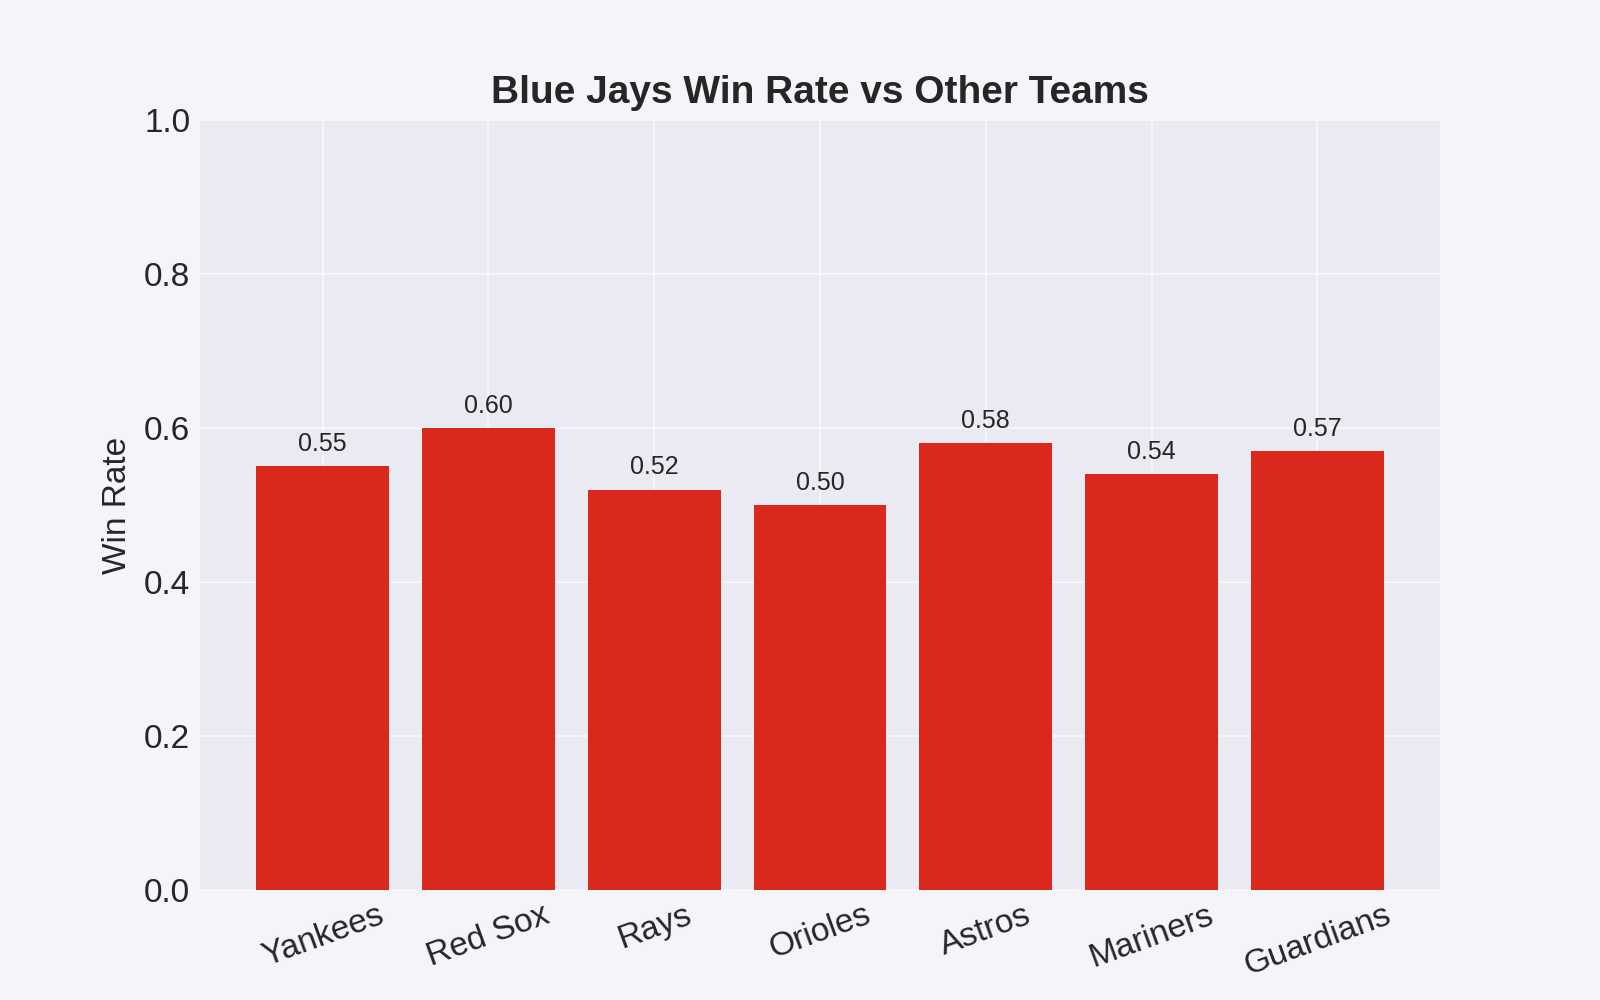 Blue Jays Win Rate vs Other Teams
Win Rate
1.0
0.8
0.6
0.4
0.2
0.0
0.55
0.60
0.52
0.50
0.58
0.54
0.57
Yankees
Red Sox
Rays
Orioles
Astros
Mariners
Guardians